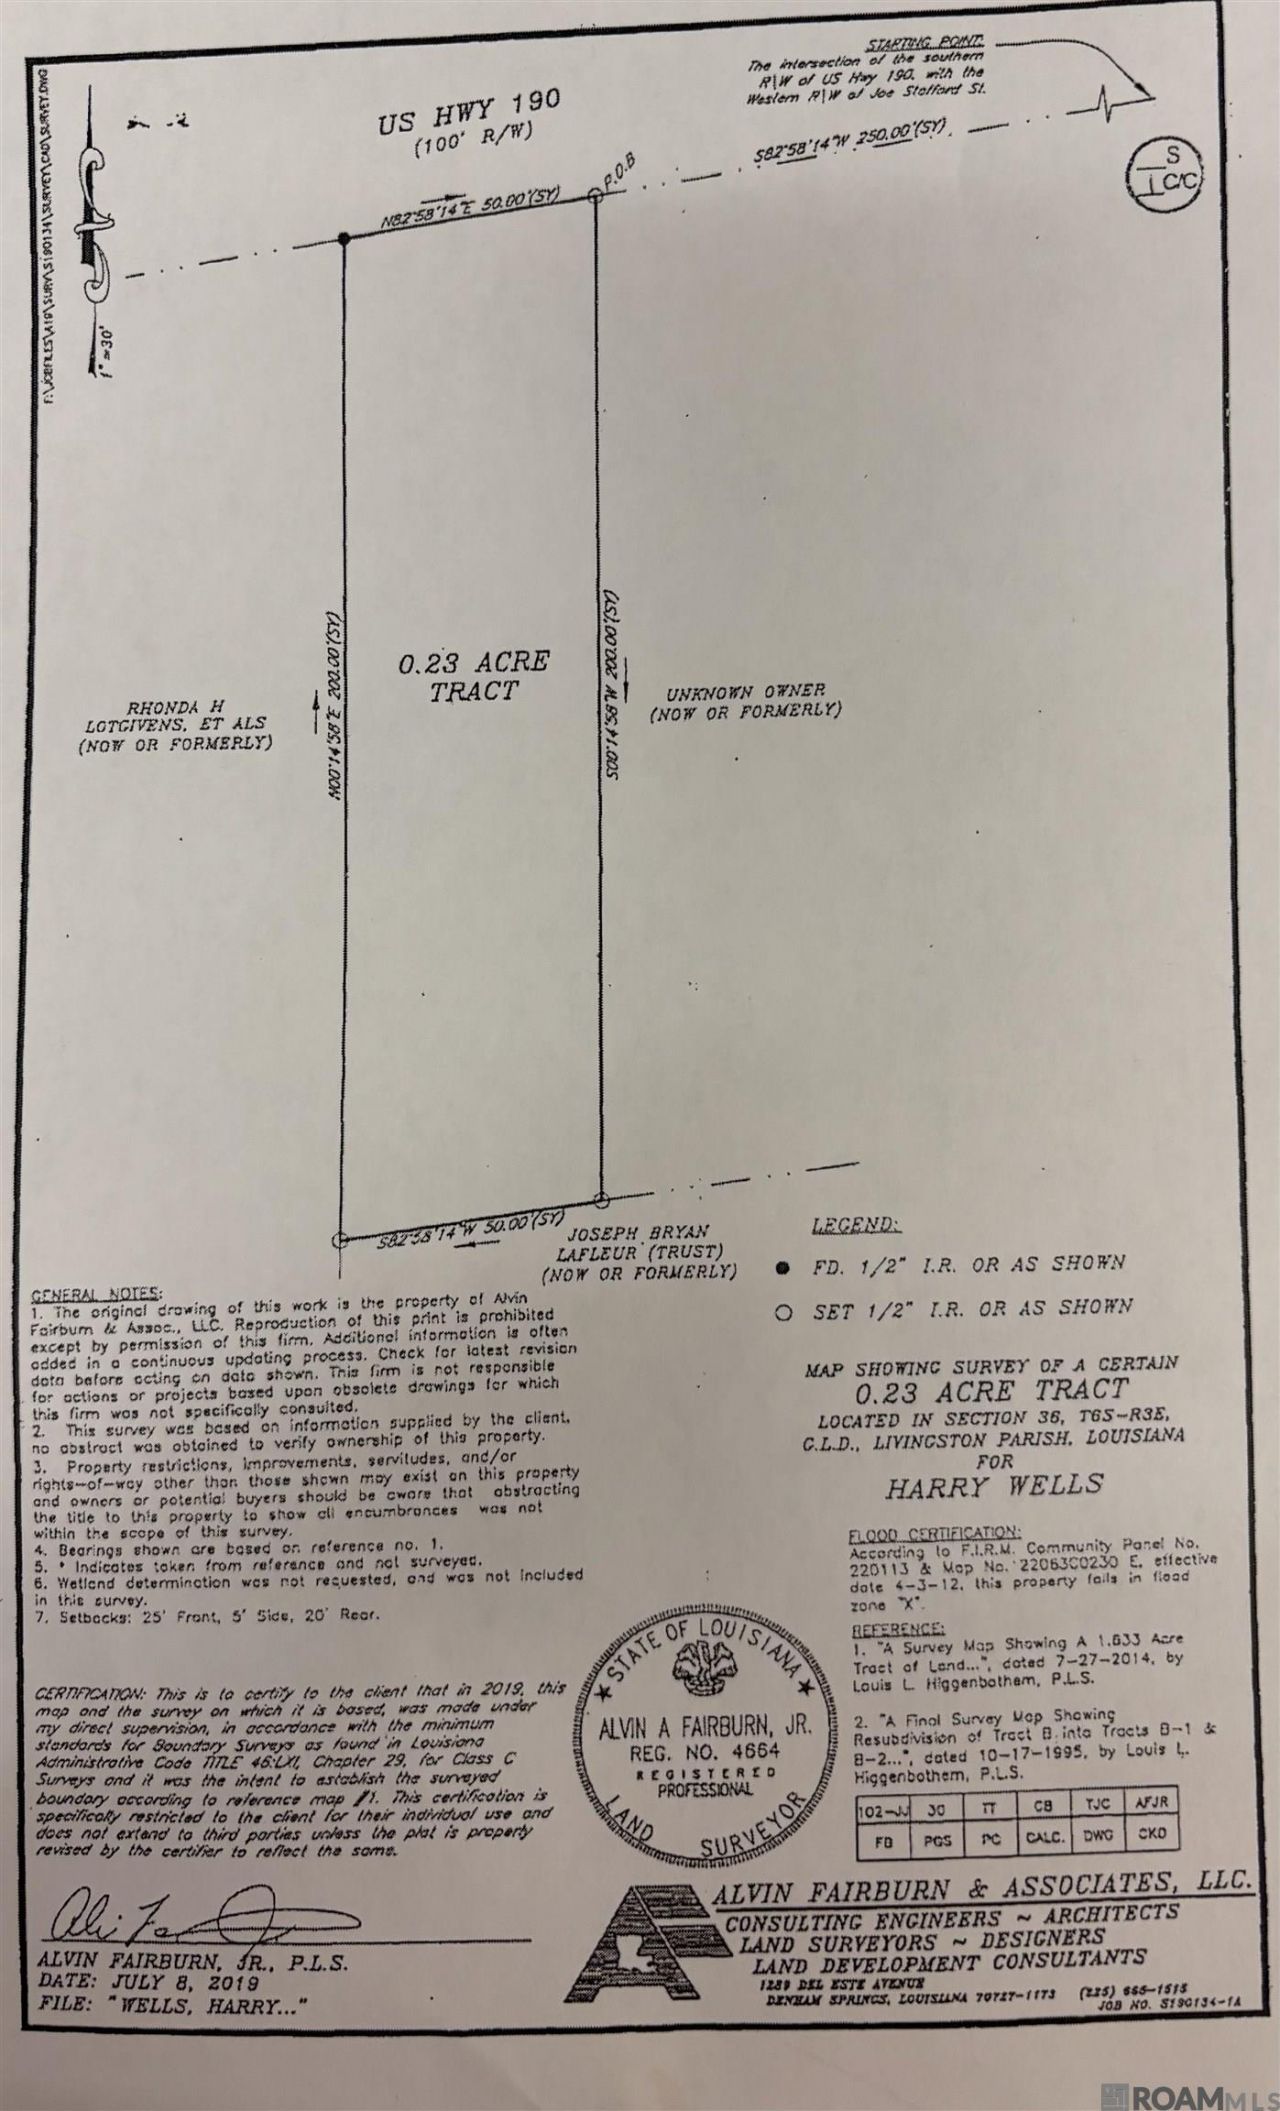 F:\JOBFILES\A19\SURV\S190134\SURVEY\CAD\SURVEY.DWG
1" =30'
US HWY 190
(100' R/W)
STARTING POINT:
The intersection of the southern
R\W of US Hwy 190, with the
Western R\W of Joe Stafford St.
S82°58'14"W 250.00'(SY)
S
1 C/C
P.O.B
N82°58'14"E 50.00'(SY)
N00°14'58"E 200.00'(SY)
0.23 ACRE
TRACT
S00°14'58"W 200.00'(SY)
RHONDA H
LOTGIVENS, ET ALS
(NOW OR FORMERLY)
UNKNOWN OWNER
(NOW OR FORMERLY)
S82°58'14"W 50.00'(SY)
JOSEPH BRYAN
LAFLEUR (TRUST)
(NOW OR FORMERLY)
LEGEND:
FD. 1/2" I.R. OR AS SHOWN
SET 1/2" I.R. OR AS SHOWN
GENERAL NOTES:
1. The original drawing of this work is the property of Alvin
Fairburn & Assoc., LLC. Reproduction of this print is prohibited
except by permission of this firm. Additional information is often
added in a continuous updating process. Check for latest revision
data before acting on data shown. This firm is not responsible
for actions or projects based upon obsolete drawings for which
this firm was not specifically consulted.
2. This survey was based on information supplied by the client,
no abstract was obtained to verify ownership of this property.
3. Property restrictions, improvements, servitudes, and/or
rights-of-way other than those shown may exist on this property
and owners or potential buyers should be aware that abstracting
the title to this property to show all encumbrances was not
within the scope of this survey.
4. Bearings shown are based on reference no. 1.
5. * Indicates taken from reference and not surveyed.
6. Wetland determination was not requested, and was not included
in this survey.
7. Setbacks: 25' Front, 5' Side, 20' Rear.
MAP SHOWING SURVEY OF A CERTAIN
0.23 ACRE TRACT
LOCATED IN SECTION 36, T6S-R3E,
G.L.D., LIVINGSTON PARISH, LOUISIANA
FOR
HARRY WELLS
FLOOD CERTIFICATION:
According to F.I.R.M. Community Panel No.
220113 & Map No. 22063C0230 E, effective
date 4-3-12, this property falls in flood
zone "X".
REFERENCE:
1. "A Survey Map Showing A 1.633 Acre
Tract of Land...", dated 7-27-2014, by
Louis L. Higgenbothem, P.L.S.
2. "A Final Survey Map Showing
Resubdivision of Tract B into Tracts B-1 &
B-2...", dated 10-17-1995, by Louis L.
Higgenbothem, P.L.S.
CERTIFICATION: This is to certify to the client that in 2019, this
map and the survey on which it is based, was made under
my direct supervision, in accordance with the minimum
standards for Boundary Surveys as found in Louisiana
Administrative Code TITLE 46:LXI, Chapter 29, for Class C
Surveys and it was the intent to establish the surveyed
boundary according to reference map #1. This certification is
specifically restricted to the client for their individual use and
does not extend to third parties unless the plat is properly
revised by the certifier to reflect the same.
STATE OF LOUISIANA
ALVIN A FAIRBURN, JR.
REG. NO. 4664
REGISTERED
PROFESSIONAL
LAND SURVEYOR
102-JJ 30 TT CB TJC AFJR
FB PGS PC CALC. DWG CKD
ALVIN FAIRBURN, JR., P.L.S.
DATE: JULY 8, 2019
FILE: "WELLS, HARRY..."
ALVIN FAIRBURN & ASSOCIATES, LLC.
CONSULTING ENGINEERS ~ ARCHITECTS
LAND SURVEYORS ~ DESIGNERS
LAND DEVELOPMENT CONSULTANTS
1289 DEL ESTE AVENUE
DENHAM SPRINGS, LOUISIANA 70727-1173 (225) 665-1515
JOB NO. S190134-1A
ROAM MLS